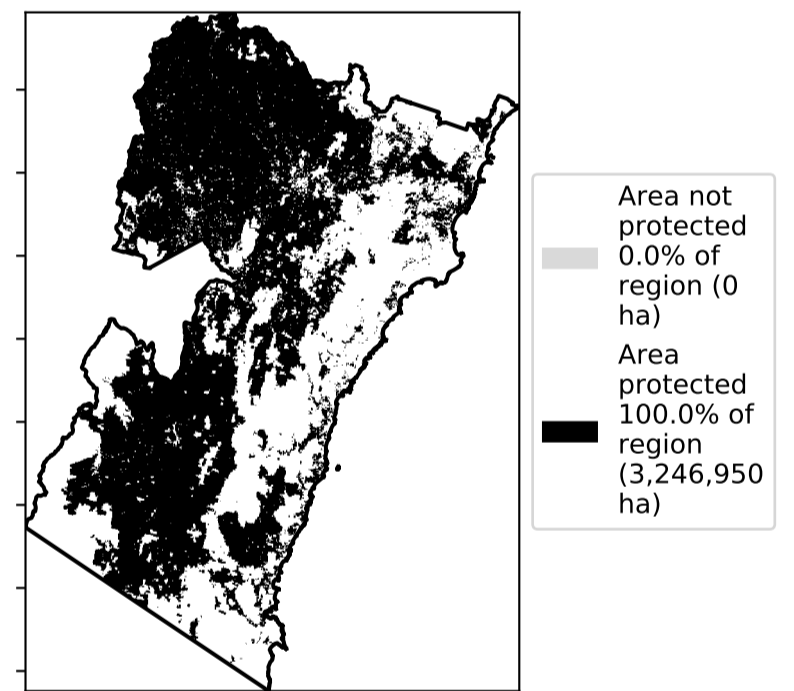 Area not
protected
0.0% of
region (0
ha)
Area
protected
100.0% of
region
(3,246,950
ha)